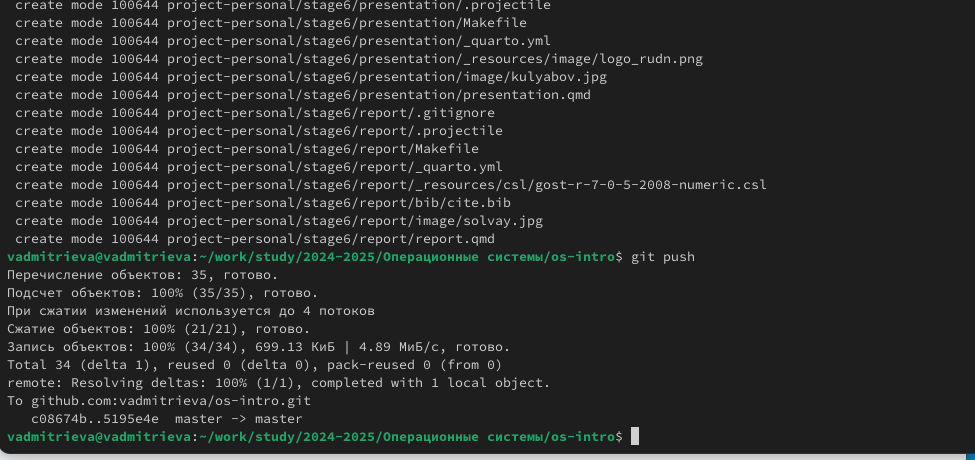 create mode 100644 project-personal/stage6/presentation/.projectile
create mode 100644 project-personal/stage6/presentation/Makefile
create mode 100644 project-personal/stage6/presentation/_quarto.yml
create mode 100644 project-personal/stage6/presentation/_resources/image/logo_rudn.png
create mode 100644 project-personal/stage6/presentation/image/kulyabov.jpg
create mode 100644 project-personal/stage6/presentation/presentation.qmd
create mode 100644 project-personal/stage6/report/.gitignore
create mode 100644 project-personal/stage6/report/.projectile
create mode 100644 project-personal/stage6/report/Makefile
create mode 100644 project-personal/stage6/report/_quarto.yml
create mode 100644 project-personal/stage6/report/_resources/csl/gost-r-7-0-5-2008-numeric.csl
create mode 100644 project-personal/stage6/report/bib/cite.bib
create mode 100644 project-personal/stage6/report/image/solvay.jpg
create mode 100644 project-personal/stage6/report/report.qmd
vadmitrieva@vadmitrieva:~/work/study/2024-2025/Операционные системы/os-intro$ git push
Перечисление объектов: 35, готово.
Подсчет объектов: 100% (35/35), готово.
При сжатии изменений используется до 4 потоков
Сжатие объектов: 100% (21/21), готово.
Запись объектов: 100% (34/34), 699.13 КиБ | 4.89 МиБ/с, готово.
Total 34 (delta 1), reused 0 (delta 0), pack-reused 0 (from 0)
remote: Resolving deltas: 100% (1/1), completed with 1 local object.
To github.com:vadmitrieva/os-intro.git
c08674b..5195e4e master -> master
vadmitrieva@vadmitrieva:~/work/study/2024-2025/Операционные системы/os-intro$